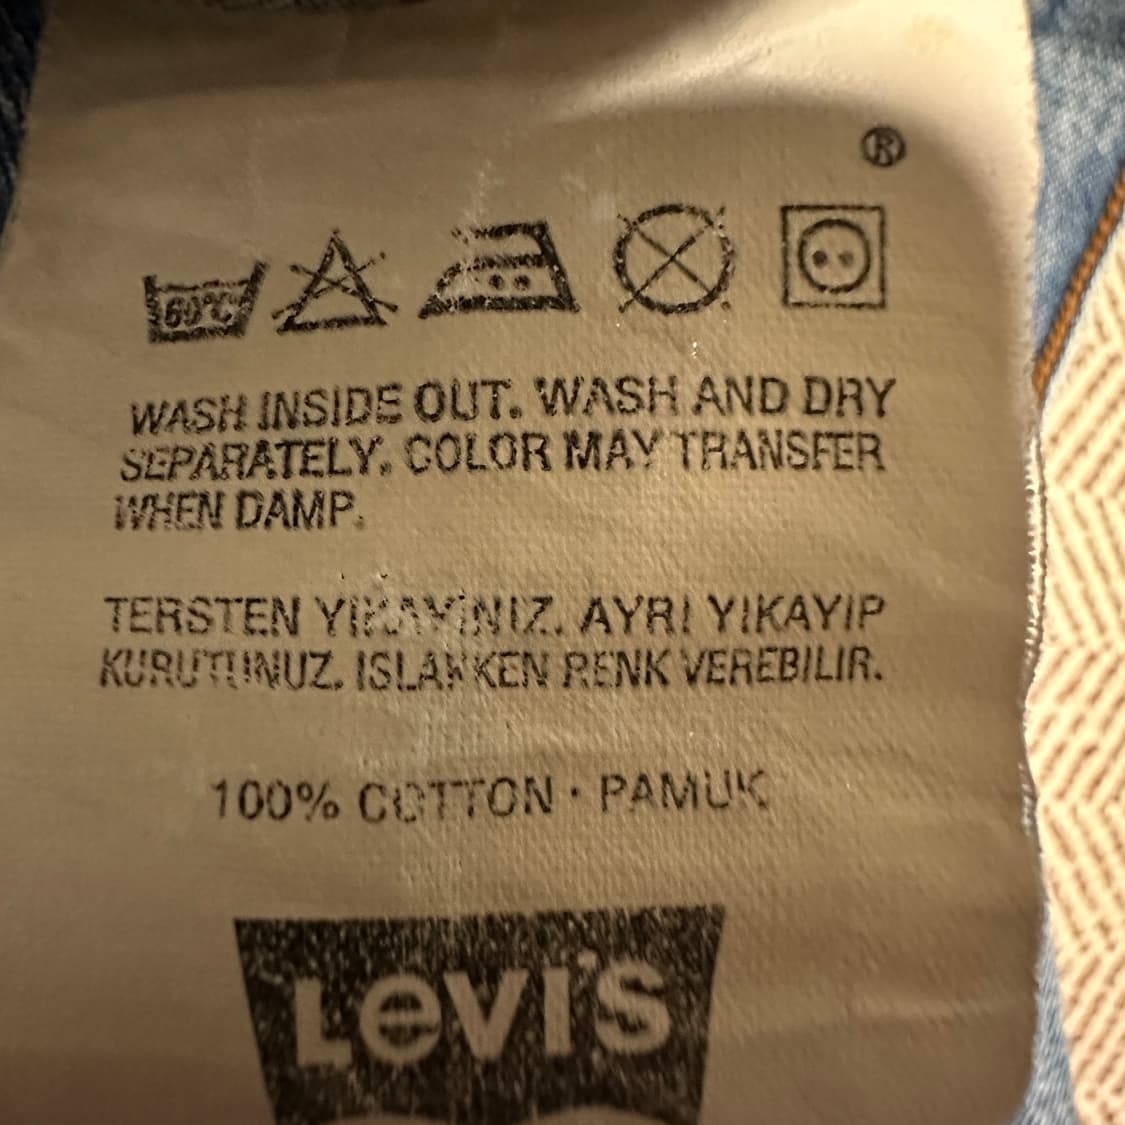 ®
60°C
WASH INSIDE OUT. WASH AND DRY
SEPARATELY. COLOR MAY TRANSFER
WHEN DAMP.
TERSTEN YIKAYINIZ. AYRI YIKAYIP
KURUTUNUZ. ISLAKKEN RENK VEREBILIR.
100% COTTON · PAMUK
LEVI'S